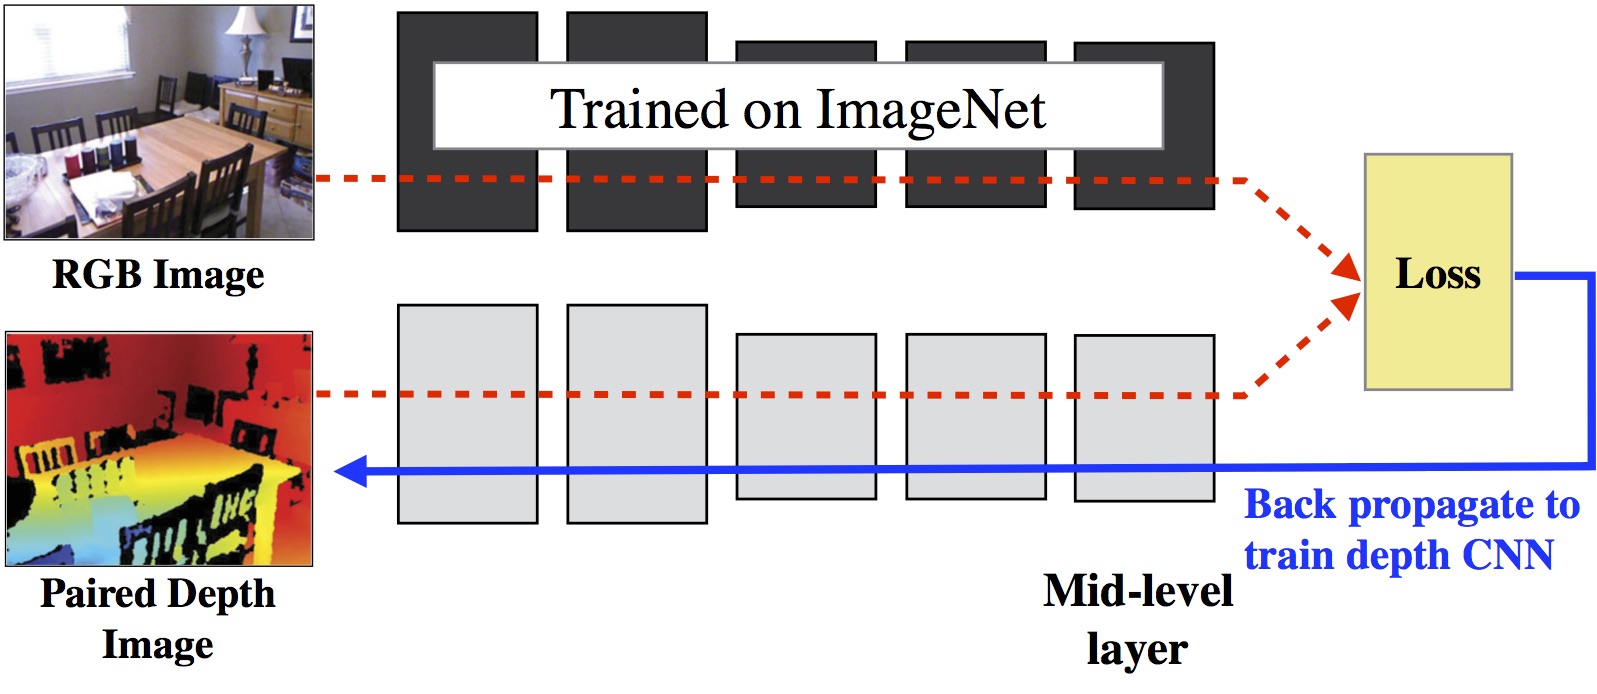 Trained on ImageNet
RGB Image
Loss
Paired Depth
Image
Mid-level
layer
Back propagate to
train depth CNN